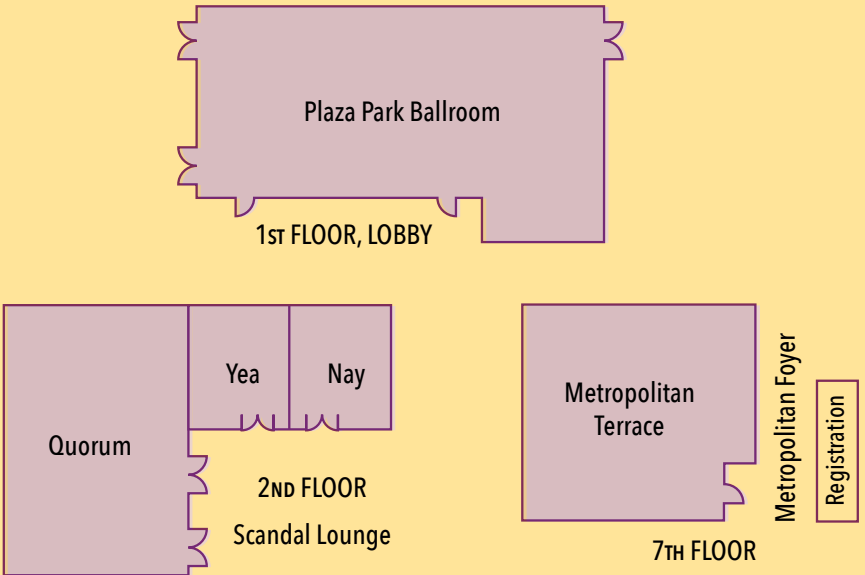 Plaza Park Ballroom
1ST FLOOR, LOBBY
Yea
Nay
Quorum
2ND FLOOR
Scandal Lounge
Metropolitan
Terrace
Metropolitan Foyer
Registration
7TH FLOOR